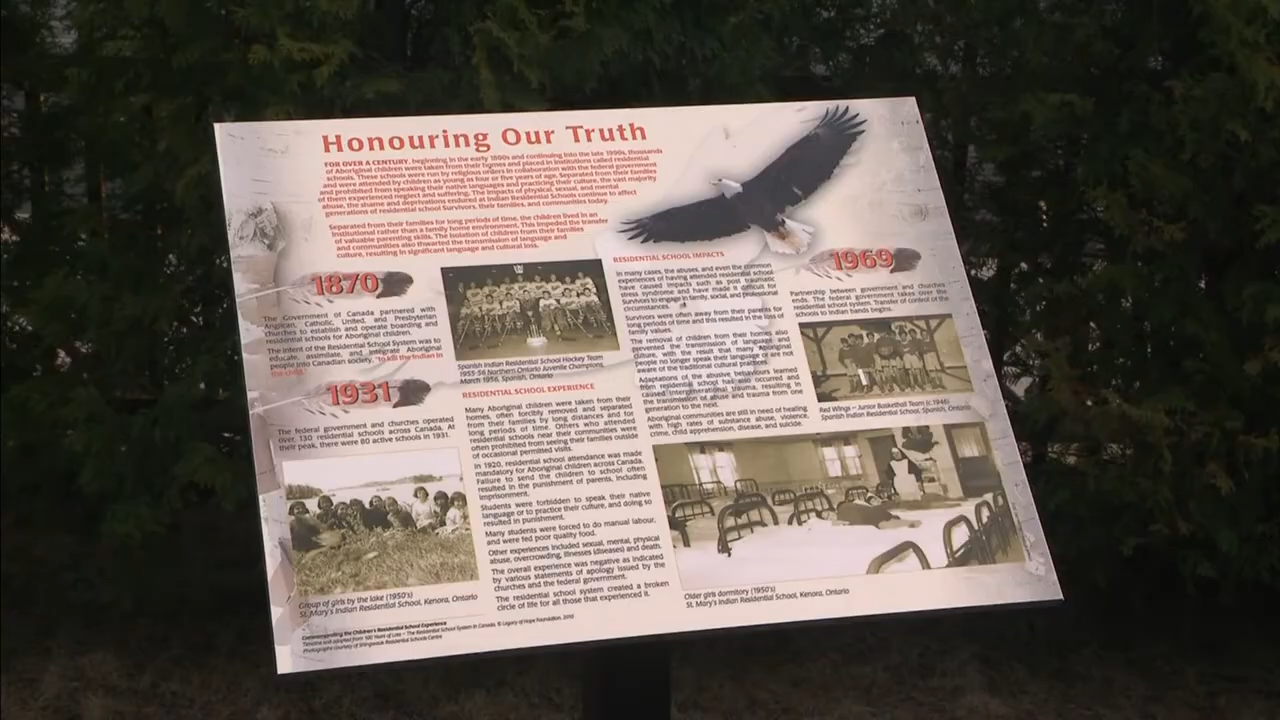 Honouring Our Truth
FOR OVER A CENTURY, beginning in the early 1800s and continuing into the late 1990s, thousands
of Aboriginal children were taken from their homes and placed in institutions called residential
schools. These schools were run by religious orders in collaboration with the federal government
and were attended by children as young as four or five years of age. Separated from their families
and prohibited from speaking their native languages and practicing their culture, the vast majority
of them experienced neglect and suffering. The impacts of physical, sexual, and mental
abuse, the shame and deprivations endured at Indian Residential Schools continue to affect
generations of residential school Survivors, their families, and communities today.
Separated from their families for long periods of time, the children lived in an
institutional rather than a family home environment. This impeded the transfer
of valuable parenting skills. The isolation of children from their families
and communities also thwarted the transmission of language and
culture, resulting in significant language and cultural loss.
1870
The Government of Canada partnered with
Anglican, Catholic, United, and Presbyterian
churches to establish and operate boarding and
residential schools for Aboriginal children.
The intent of the Residential School System was to
educate, assimilate, and integrate Aboriginal
people into Canadian society, "to kill the Indian in
the child."
1931
The federal government and churches operated
over 130 residential schools across Canada. At
their peak, there were 80 active schools in 1931.
Group of girls by the lake (1950's)
St. Mary's Indian Residential School, Kenora, Ontario
Commemorating the Children's Residential School Experience
Timeline text adapted from 100 Years of Loss – The Residential School System in Canada. © Legacy of Hope Foundation, 2010
Photographs courtesy of Shingwauk Residential Schools Centre
Spanish Indian Residential School Hockey Team
1955-56 Northern Ontario Juvenile Champions,
March 1956, Spanish, Ontario
RESIDENTIAL SCHOOL EXPERIENCE
Many Aboriginal children were taken from their
homes, often forcibly removed and separated
from their families by long distances and for
long periods of time. Others who attended
residential schools near their communities were
often prohibited from seeing their families outside
of occasional permitted visits.
In 1920, residential school attendance was made
mandatory for Aboriginal children across Canada.
Failure to send the children to school often
resulted in the punishment of parents, including
imprisonment.
Students were forbidden to speak their native
language or to practice their culture, and doing so
resulted in punishment.
Many students were forced to do manual labour,
and were fed poor quality food.
Other experiences included sexual, mental, physical
abuse, overcrowding, illnesses (diseases) and death.
The overall experience was negative as indicated
by various statements of apology issued by the
churches and the federal government.
The residential school system created a broken
circle of life for all those that experienced it.
RESIDENTIAL SCHOOL IMPACTS
In many cases, the abuses, and even the common
experiences of having attended residential school
have caused impacts such as post traumatic
stress syndrome and have made it difficult for
Survivors to engage in family, social, and professional
circumstances.
Survivors were often away from their parents for
long periods of time and this resulted in the loss of
family values.
The removal of children from their homes also
prevented the transmission of language and
culture, with the result that many Aboriginal
people no longer speak their language or are not
aware of the traditional cultural practices.
Adaptations of the abusive behaviours learned
from residential school has also occurred and
caused intergenerational trauma, resulting in
the transmission of abuse and trauma from one
generation to the next.
Aboriginal communities are still in need of healing
with high rates of substance abuse, violence,
crime, child apprehension, disease, and suicide.
1969
Partnership between government and churches
ends. The federal government takes over the
residential school system. Transfer of control of the
schools to Indian bands begins.
Red Wings – Junior Basketball Team (c.1946)
Spanish Indian Residential School, Spanish, Ontario
Older girls dormitory (1950's)
St. Mary's Indian Residential School, Kenora, Ontario